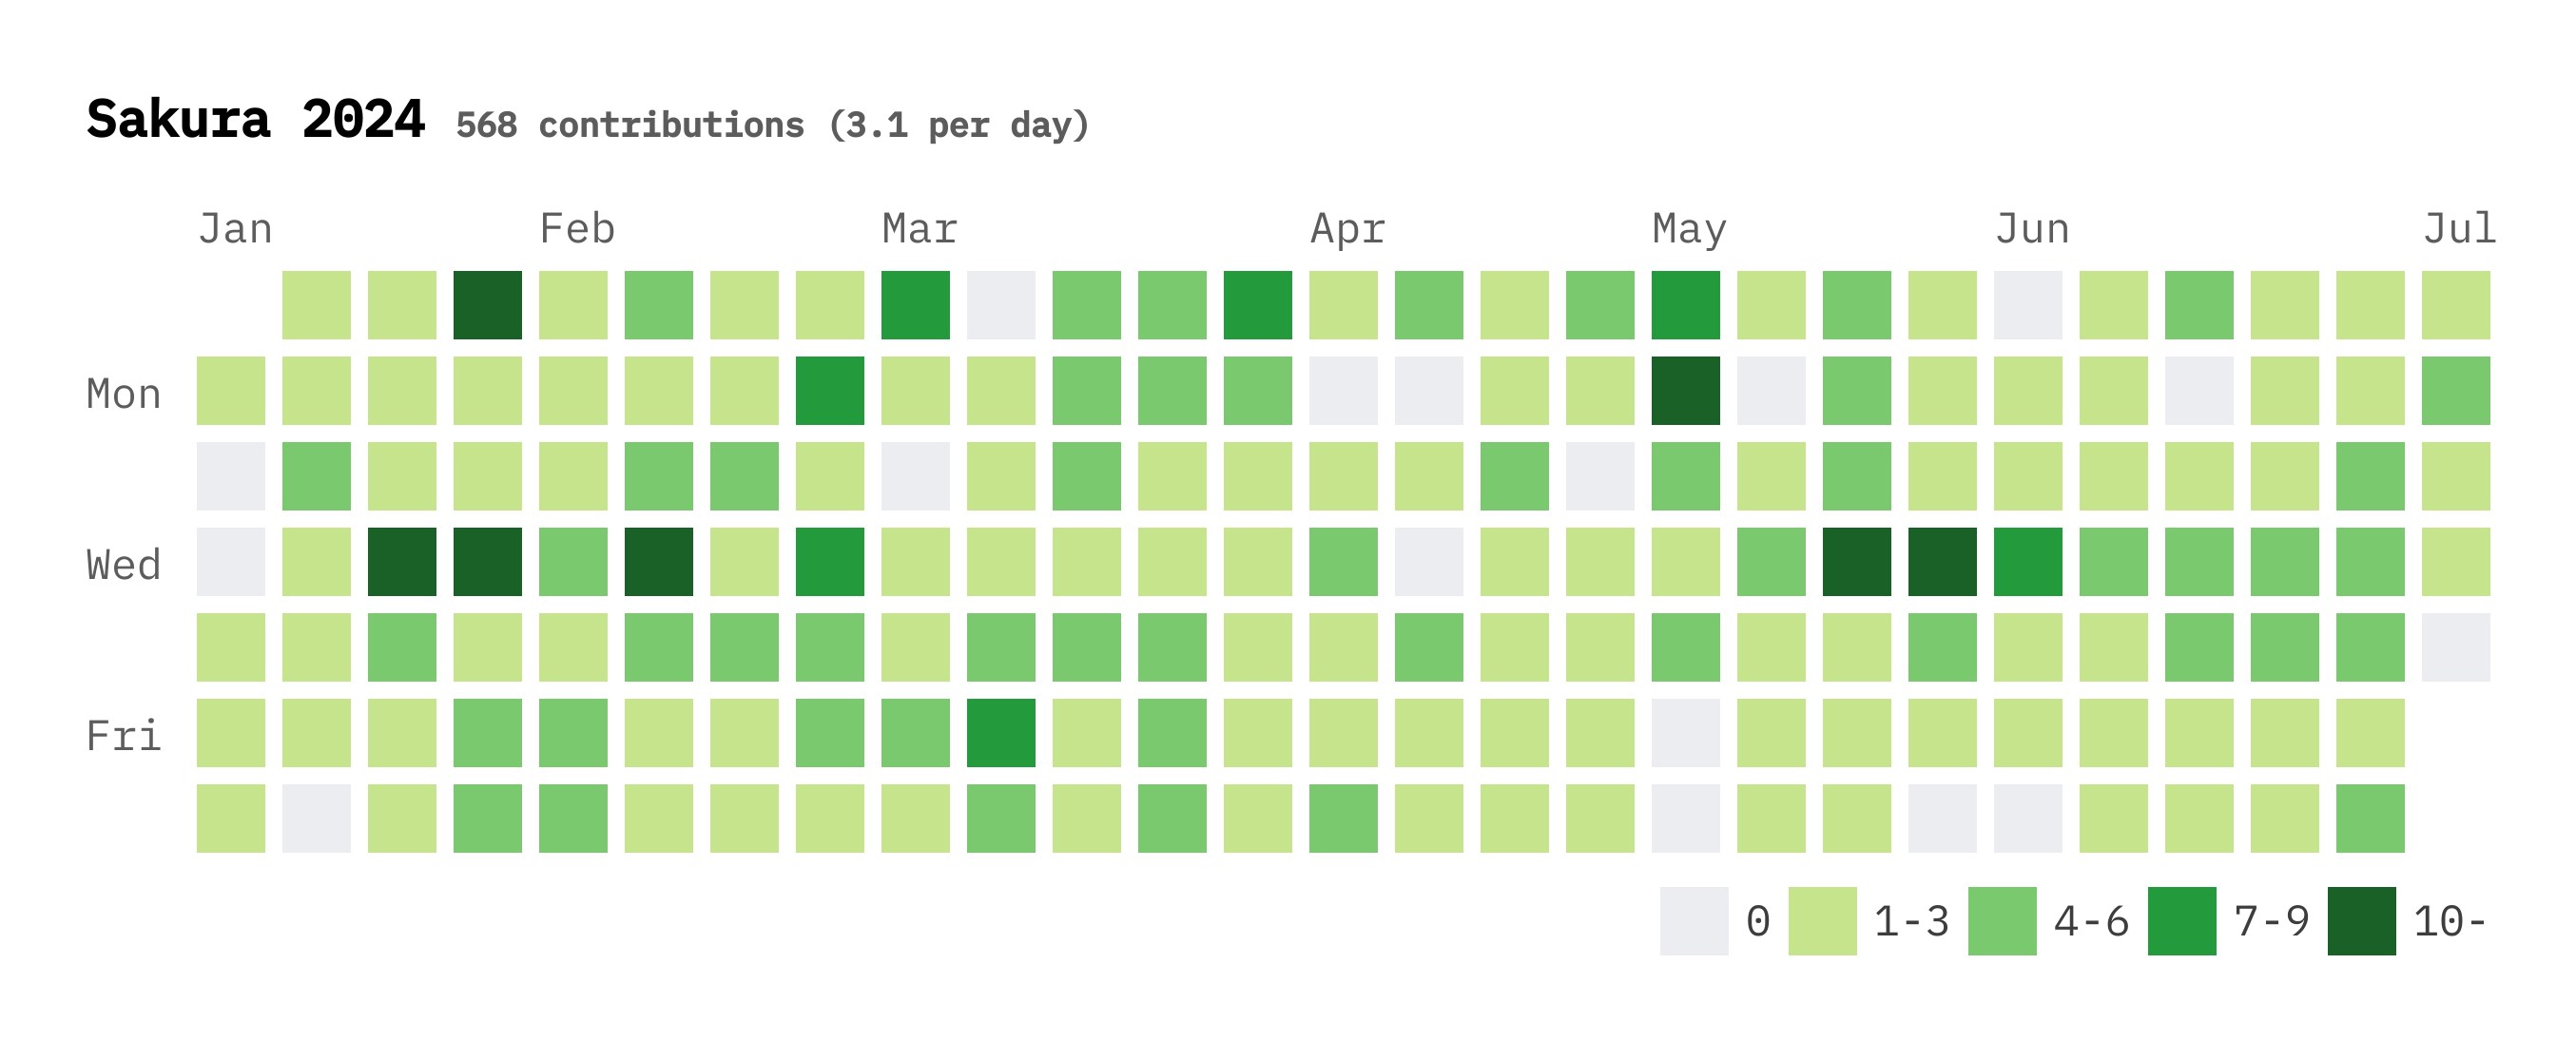 Sakura 2024 568 contributions (3.1 per day)
Jan Feb Mar Apr May Jun Jul
Mon
Wed
Fri
0 1-3 4-6 7-9 10-